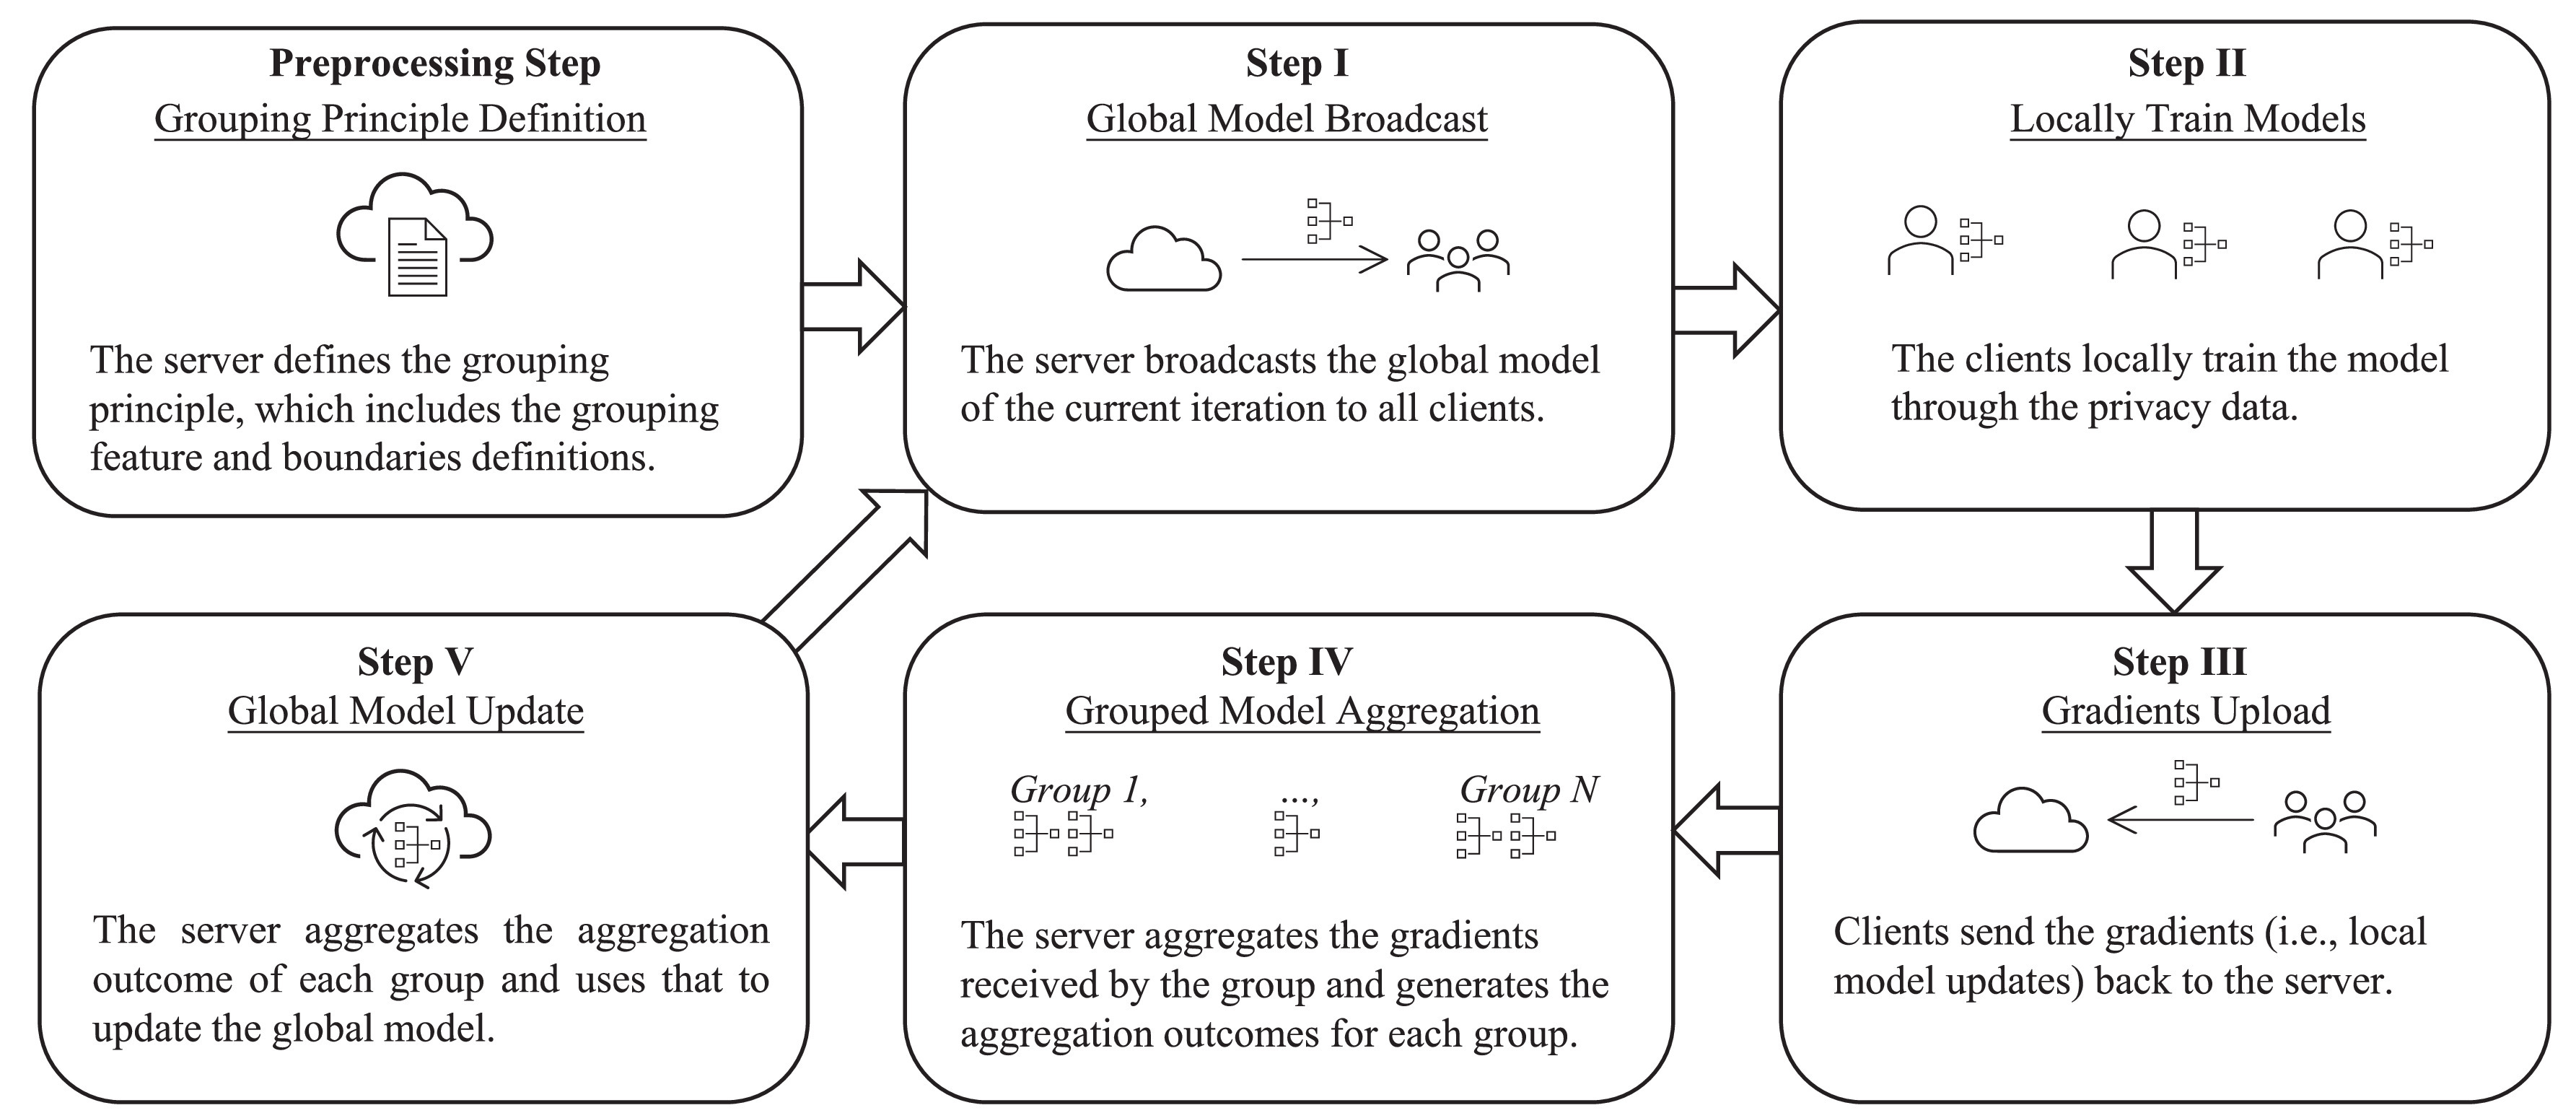 Preprocessing Step
Grouping Principle Definition
The server defines the grouping
principle, which includes the grouping
feature and boundaries definitions.
Step I
Global Model Broadcast
The server broadcasts the global model
of the current iteration to all clients.
Step II
Locally Train Models
The clients locally train the model
through the privacy data.
Step III
Gradients Upload
Clients send the gradients (i.e., local
model updates) back to the server.
Step IV
Grouped Model Aggregation
Group 1, ..., Group N
The server aggregates the gradients
received by the group and generates the
aggregation outcomes for each group.
Step V
Global Model Update
The server aggregates the aggregation
outcome of each group and uses that to
update the global model.